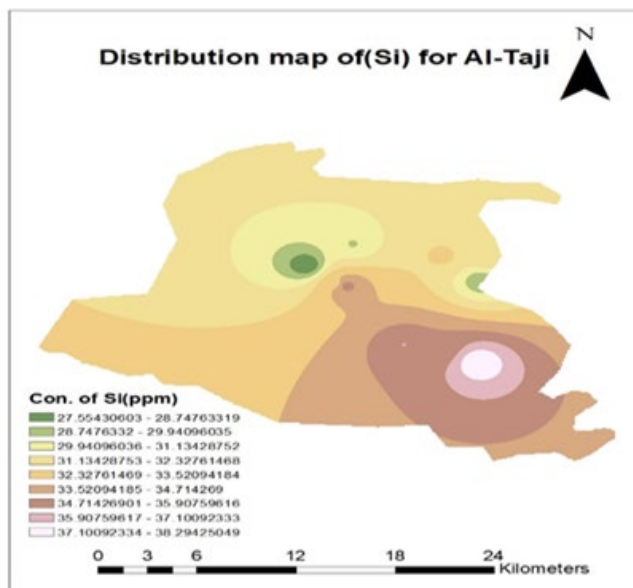 N
Distribution map of(Si) for Al-Taji
Con. of Si(ppm)
27.55430603 - 28.74763319
28.7476332 - 29.94096035
29.94096036 - 31.13428752
31.13428753 - 32.32761468
32.32761469 - 33.52094184
33.52094185 - 34.714269
34.71426901 - 35.90759616
35.90759617 - 37.10092333
37.10092334 - 38.29425049
0 3 6 12 18 24
Kilometers